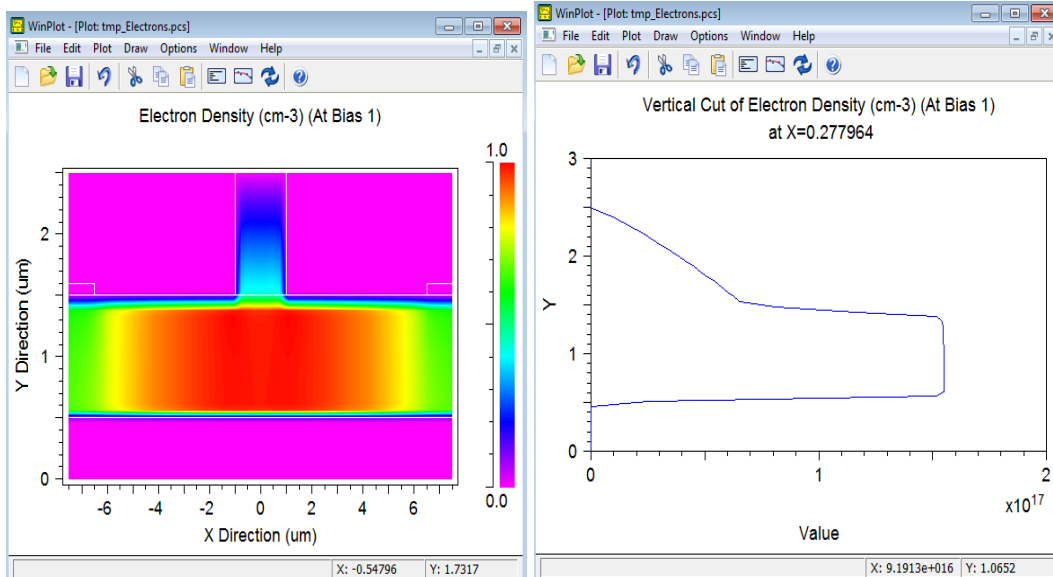 WinPlot - [Plot: tmp_Electrons.pcs]
File Edit Plot Draw Options Window Help
Electron Density (cm-3) (At Bias 1)
1.0
2
1
0
Y Direction (um)
0.0
-6 -4 -2 0 2 4 6
X Direction (um)
X: -0.54796 Y: 1.7317
WinPlot - [Plot: tmp_Electrons.pcs]
File Edit Plot Draw Options Window Help
Vertical Cut of Electron Density (cm-3) (At Bias 1)
at X=0.277964
3
2
Y
1
0
0 1 2
x10^17
Value
X: 9.1913e+016 Y: 1.0652